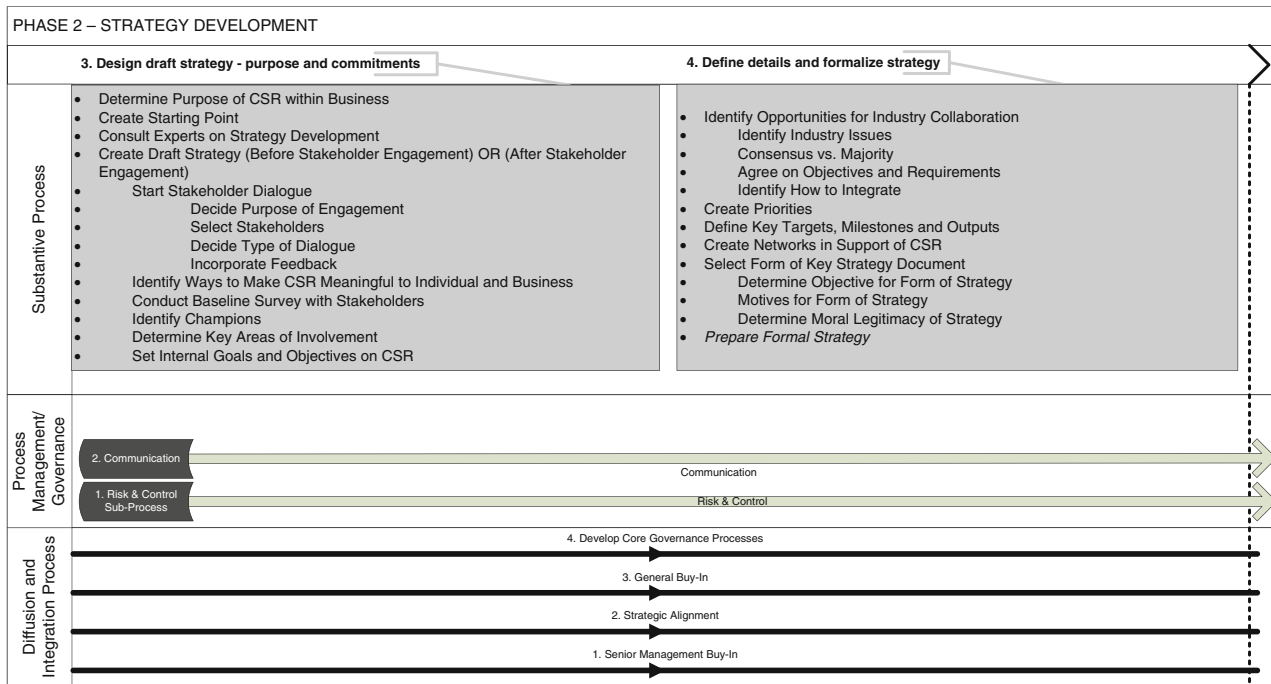 PHASE 2 – STRATEGY DEVELOPMENT
3. Design draft strategy - purpose and commitments
4. Define details and formalize strategy
Substantive Process
• Determine Purpose of CSR within Business
• Create Starting Point
• Consult Experts on Strategy Development
• Create Draft Strategy (Before Stakeholder Engagement) OR (After Stakeholder
Engagement)
• Start Stakeholder Dialogue
• Decide Purpose of Engagement
• Select Stakeholders
• Decide Type of Dialogue
• Incorporate Feedback
• Identify Ways to Make CSR Meaningful to Individual and Business
• Conduct Baseline Survey with Stakeholders
• Identify Champions
• Determine Key Areas of Involvement
• Set Internal Goals and Objectives on CSR
• Identify Opportunities for Industry Collaboration
• Identify Industry Issues
• Consensus vs. Majority
• Agree on Objectives and Requirements
• Identify How to Integrate
• Create Priorities
• Define Key Targets, Milestones and Outputs
• Create Networks in Support of CSR
• Select Form of Key Strategy Document
• Determine Objective for Form of Strategy
• Motives for Form of Strategy
• Determine Moral Legitimacy of Strategy
• Prepare Formal Strategy
Process
Management/
Governance
2. Communication
Communication
1. Risk & Control
Sub-Process
Risk & Control
Diffusion and
Integration Process
4. Develop Core Governance Processes
3. General Buy-In
2. Strategic Alignment
1. Senior Management Buy-In